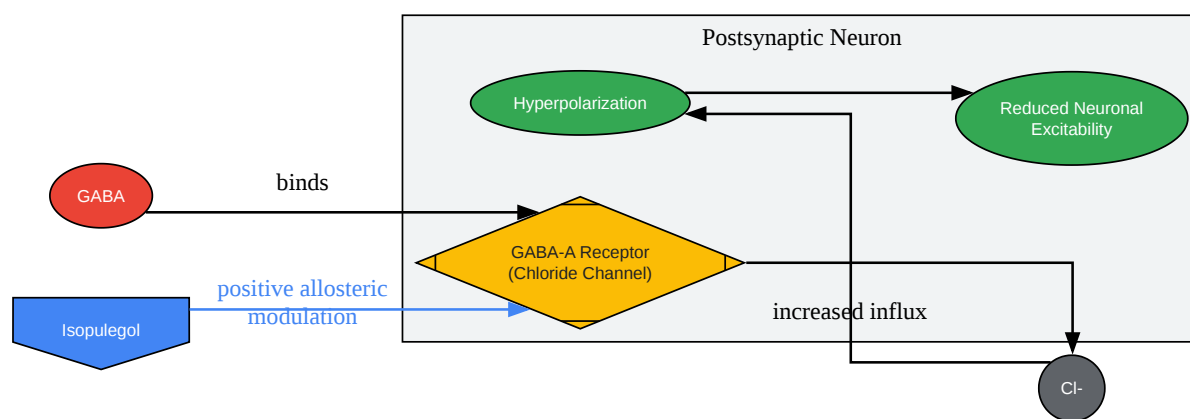 Postsynaptic Neuron
Hyperpolarization
Reduced Neuronal
Excitability
GABA
binds
GABA-A Receptor
(Chloride Channel)
positive allosteric
modulation
Isopulegol
increased influx
Cl-